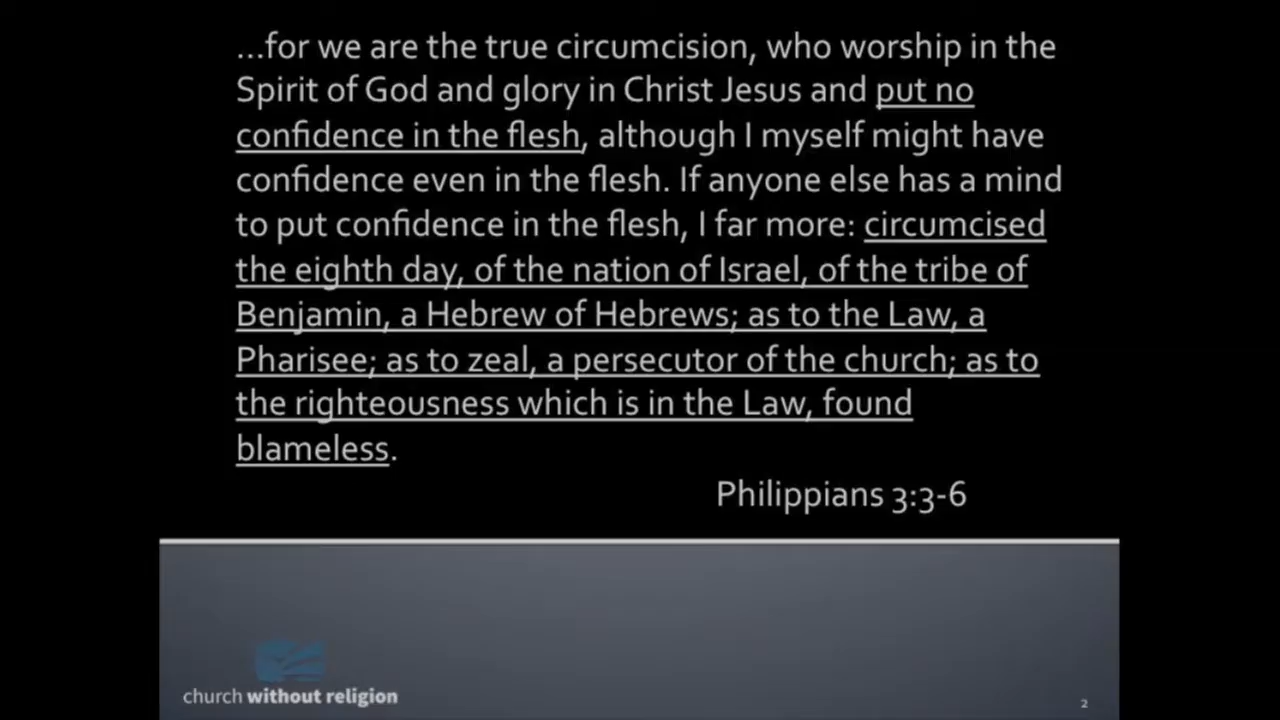 ...for we are the true circumcision, who worship in the
Spirit of God and glory in Christ Jesus and put no
confidence in the flesh, although I myself might have
confidence even in the flesh. If anyone else has a mind
to put confidence in the flesh, I far more: circumcised
the eighth day, of the nation of Israel, of the tribe of
Benjamin, a Hebrew of Hebrews; as to the Law, a
Pharisee; as to zeal, a persecutor of the church; as to
the righteousness which is in the Law, found
blameless.
Philippians 3:3-6
church without religion
2